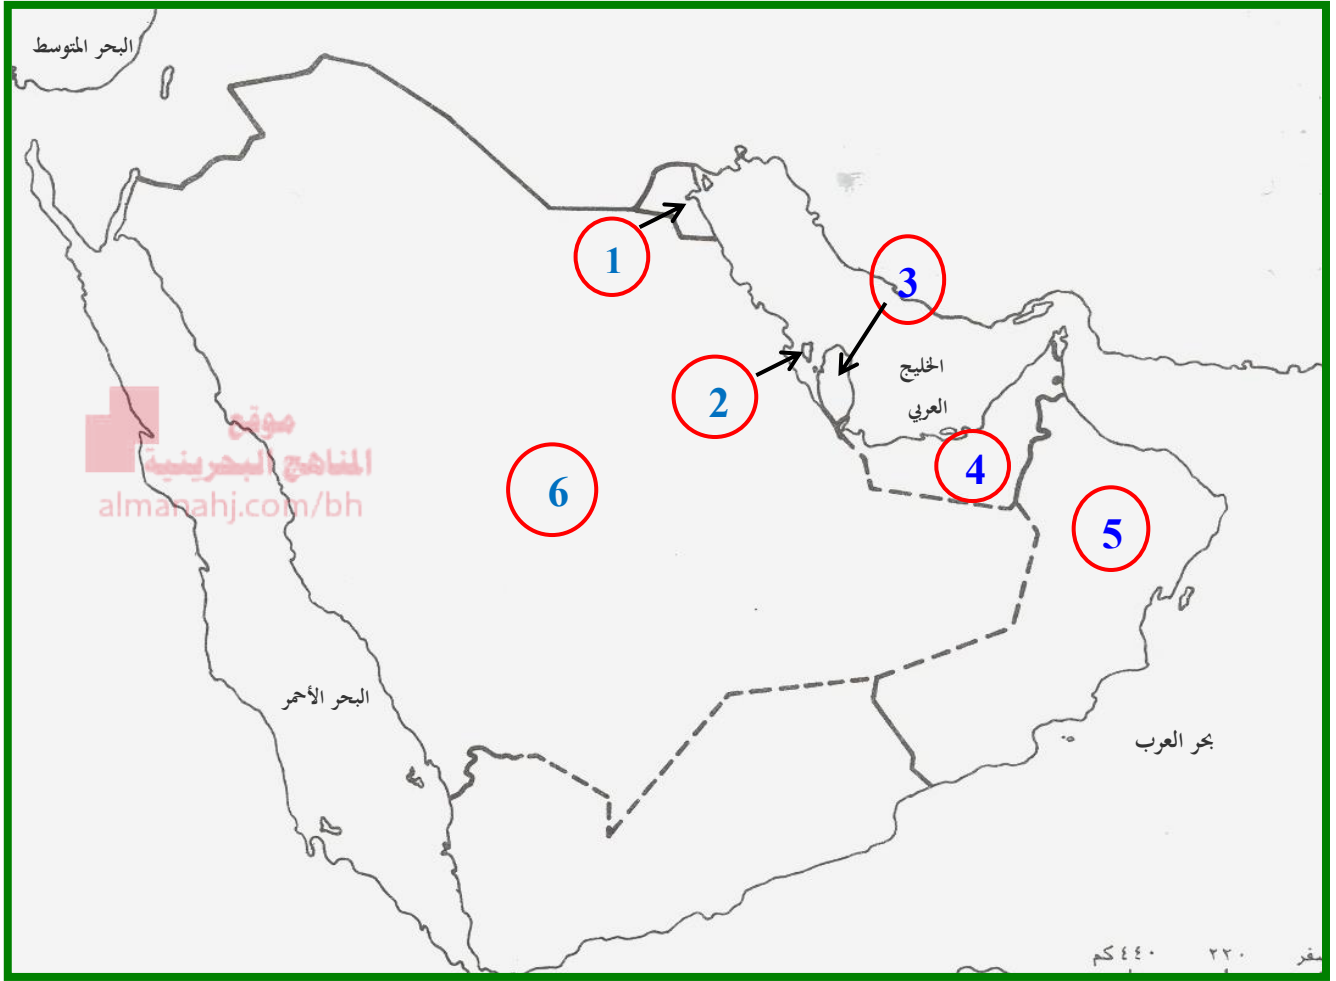 البحر المتوسط
1
3
2
الخليج
العربي
موقع
المناهج البحرينية
almanahj.com/bh
4
6
5
البحر الأحمر
بحر العرب
صفر ٢٢٠ ٤٤٠ كم